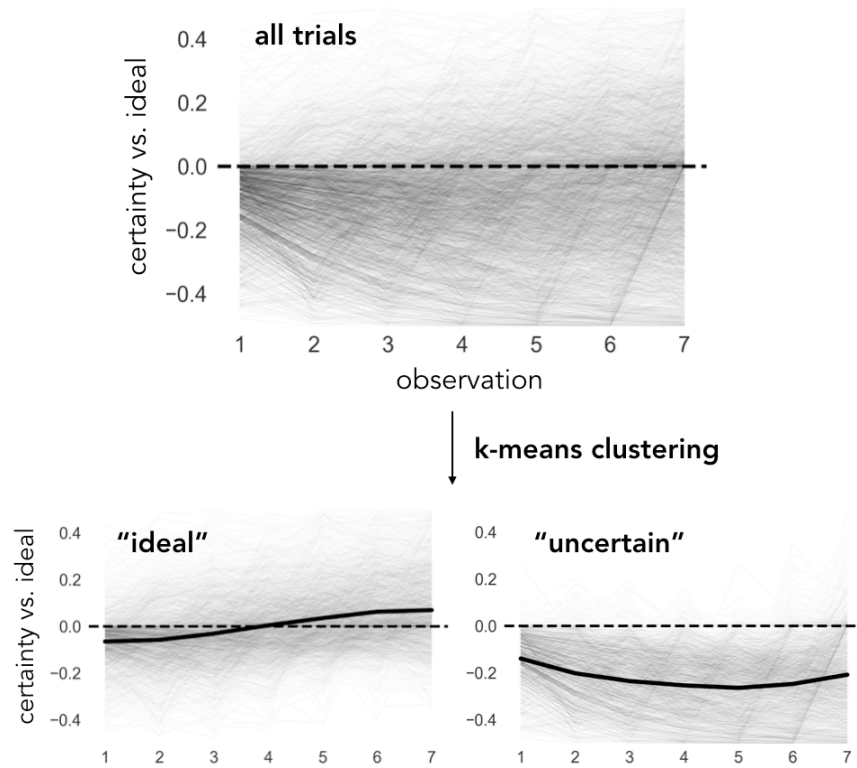 all trials
certainty vs. ideal
0.4
0.2
0.0
−0.2
−0.4
1 2 3 4 5 6 7
observation
k-means clustering
“ideal”
certainty vs. ideal
0.4
0.2
0.0
−0.2
−0.4
1 2 3 4 5 6 7
“uncertain”
0.4
0.2
0.0
−0.2
−0.4
1 2 3 4 5 6 7